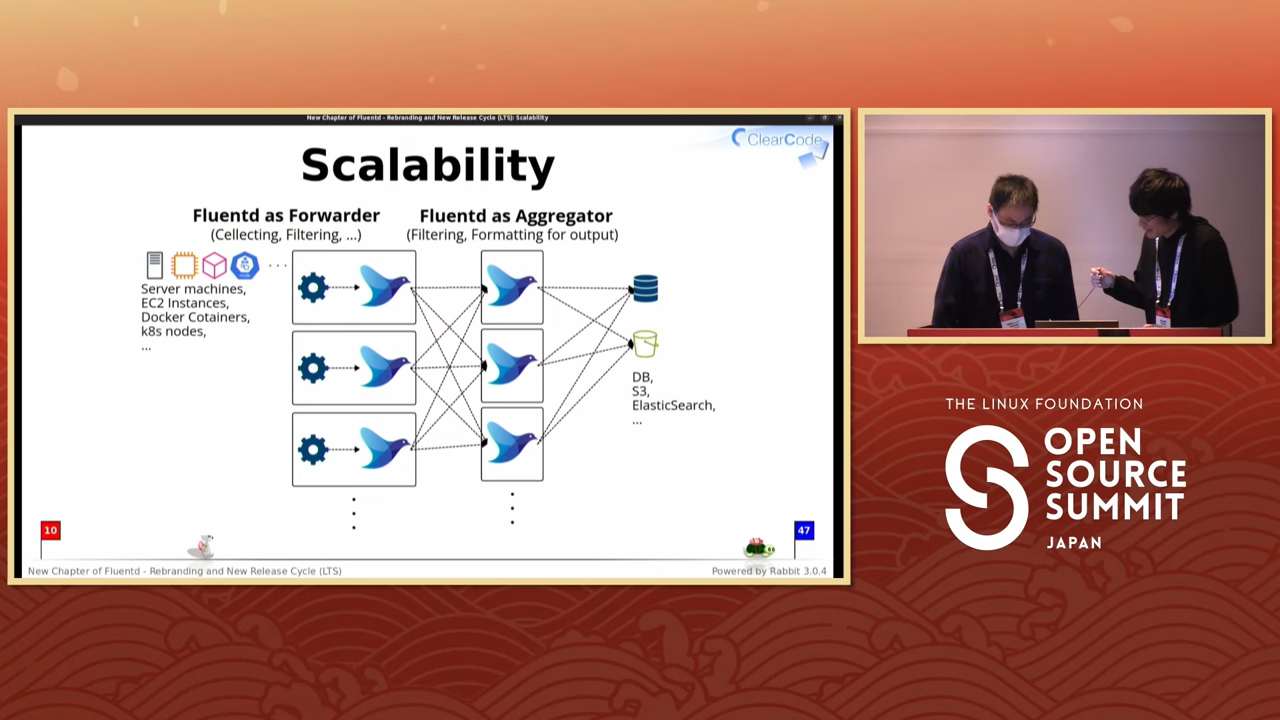 New Chapter of Fluentd - Rebranding and New Release Cycle (LTS): Scalability
ClearCode
Scalability
Fluentd as Forwarder
(Cellecting, Filtering, ...)
Fluentd as Aggregator
(Filtering, Formatting for output)
. . .
Server machines,
EC2 Instances,
Docker Cotainers,
k8s nodes,
...
DB,
S3,
ElasticSearch,
...
10
47
New Chapter of Fluentd - Rebranding and New Release Cycle (LTS)
Powered by Rabbit 3.0.4
THE LINUX FOUNDATION
OPEN
SOURCE
SUMMIT
JAPAN